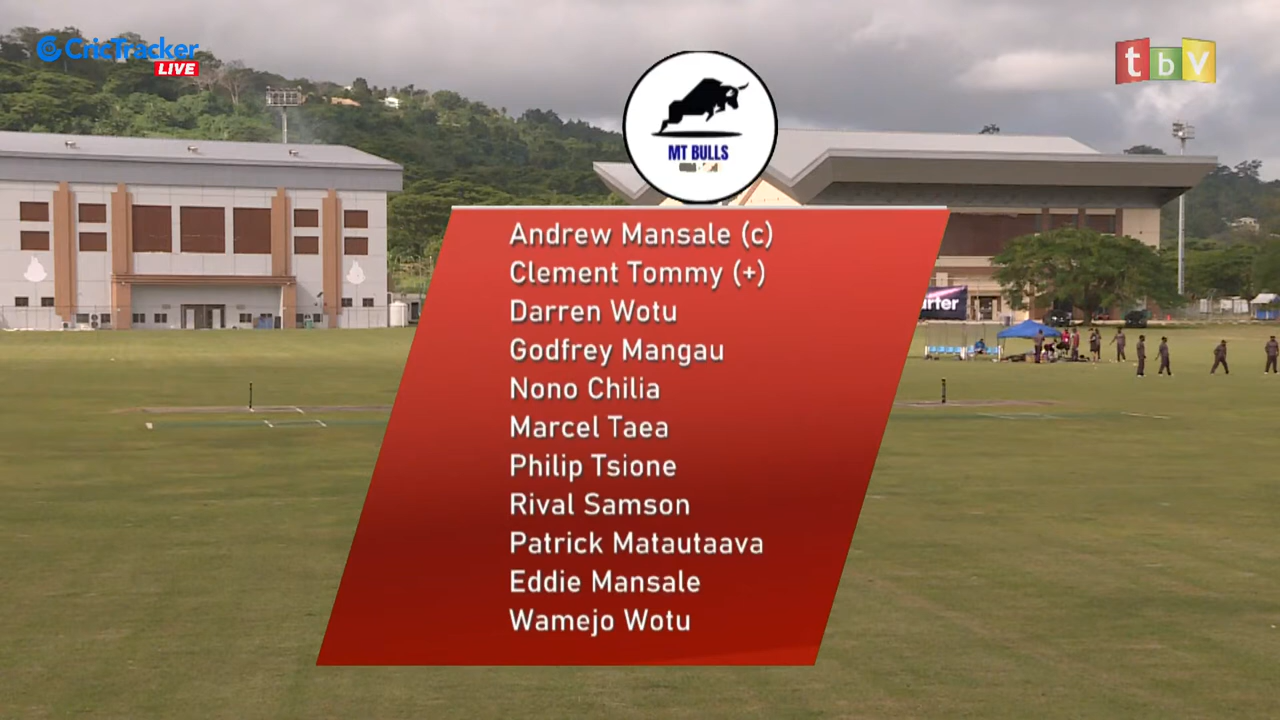 CricTracker
LIVE
tbv
MT BULLS
Andrew Mansale (c)
Clement Tommy (+)
Darren Wotu
Godfrey Mangau
Nono Chilia
Marcel Taea
Philip Tsione
Rival Samson
Patrick Matautaava
Eddie Mansale
Wamejo Wotu